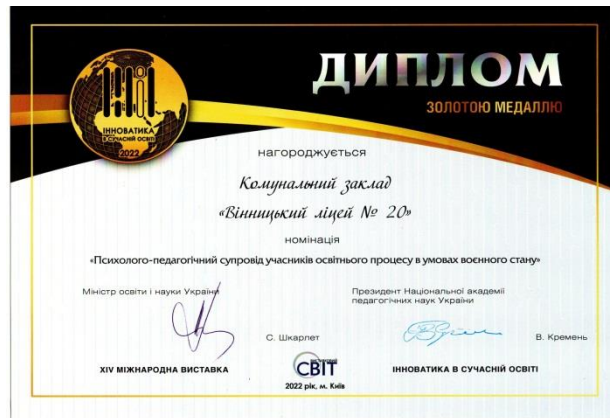 ДИПЛОМ
ЗОЛОТОЮ МЕДАЛЛЮ
ІННОВАТИКА
В СУЧАСНІЙ ОСВІТІ
2022
нагороджується
Комунальний заклад
«Вінницький ліцей № 20»
номінація
«Психолого-педагогічний супровід учасників освітнього процесу в умовах воєнного стану»
Міністр освіти і науки України
С. Шкарлет
Президент Національної академії
педагогічних наук України
В. Кремень
XIV МІЖНАРОДНА ВИСТАВКА
СВІТ
2022 рік, м. Київ
ІННОВАТИКА В СУЧАСНІЙ ОСВІТІ